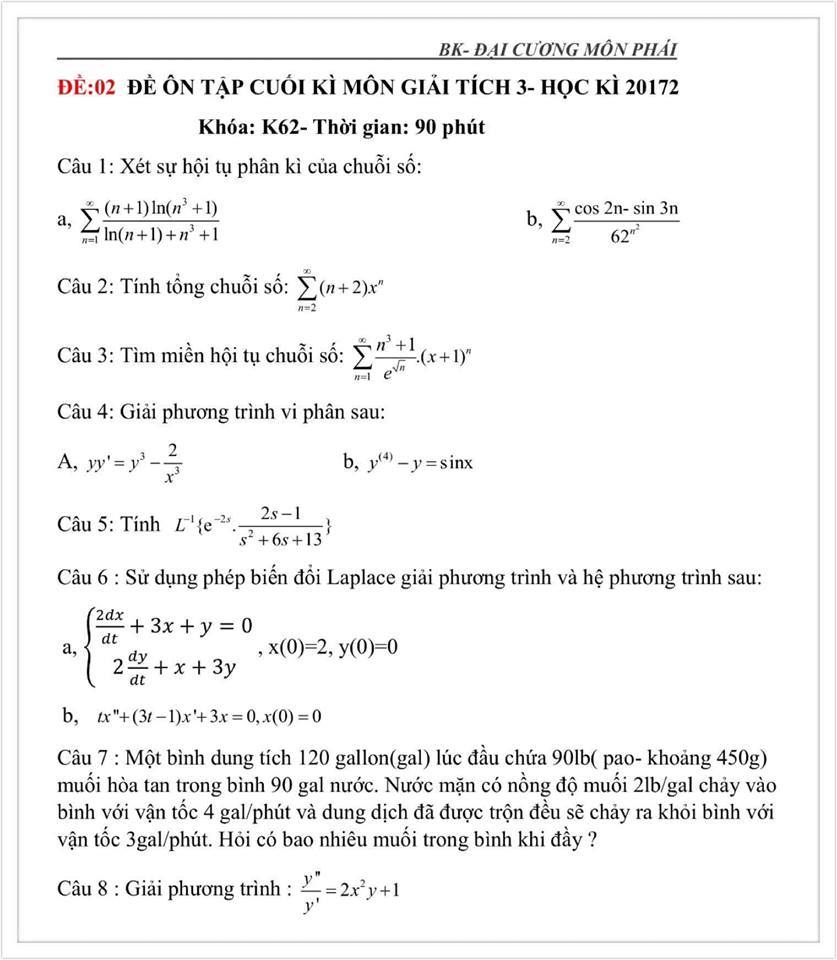 BK- ĐẠI CƯƠNG MÔN PHÁI
ĐỀ:02 ĐỀ ÔN TẬP CUỐI KÌ MÔN GIẢI TÍCH 3- HỌC KÌ 20172
Khóa: K62- Thời gian: 90 phút
Câu 1: Xét sự hội tụ phân kì của chuỗi số:
a, $\sum_{n=1}^{\infty}\frac{(n+1)\ln(n^3+1)}{\ln(n+1)+n^3+1}$ b, $\sum_{n=2}^{\infty}\frac{\cos 2n-\sin 3n}{62^{n^2}}$
Câu 2: Tính tổng chuỗi số: $\sum_{n=2}^{\infty}(n+2)x^n$
Câu 3: Tìm miền hội tụ chuỗi số: $\sum_{n=1}^{\infty}\frac{n^3+1}{e^{\sqrt{n}}}.(x+1)^n$
Câu 4: Giải phương trình vi phân sau:
A, $yy'=y^3-\frac{2}{x^3}$ b, $y^{(4)}-y=\sin x$
Câu 5: Tính $L^{-1}\{e^{-2s}.\frac{2s-1}{s^2+6s+13}\}$
Câu 6 : Sử dụng phép biến đổi Laplace giải phương trình và hệ phương trình sau:
a, $\begin{cases}\frac{2dx}{dt}+3x+y=0\\2\frac{dy}{dt}+x+3y\end{cases}$ , x(0)=2, y(0)=0
b, $tx''+(3t-1)x'+3x=0, x(0)=0$
Câu 7 : Một bình dung tích 120 gallon(gal) lúc đầu chứa 90lb( pao- khoảng 450g)
muối hòa tan trong bình 90 gal nước. Nước mặn có nồng độ muối 2lb/gal chảy vào
bình với vận tốc 4 gal/phút và dung dịch đã được trộn đều sẽ chảy ra khỏi bình với
vận tốc 3gal/phút. Hỏi có bao nhiêu muối trong bình khi đầy ?
Câu 8 : Giải phương trình : $\frac{y''}{y'}=2x^2y+1$